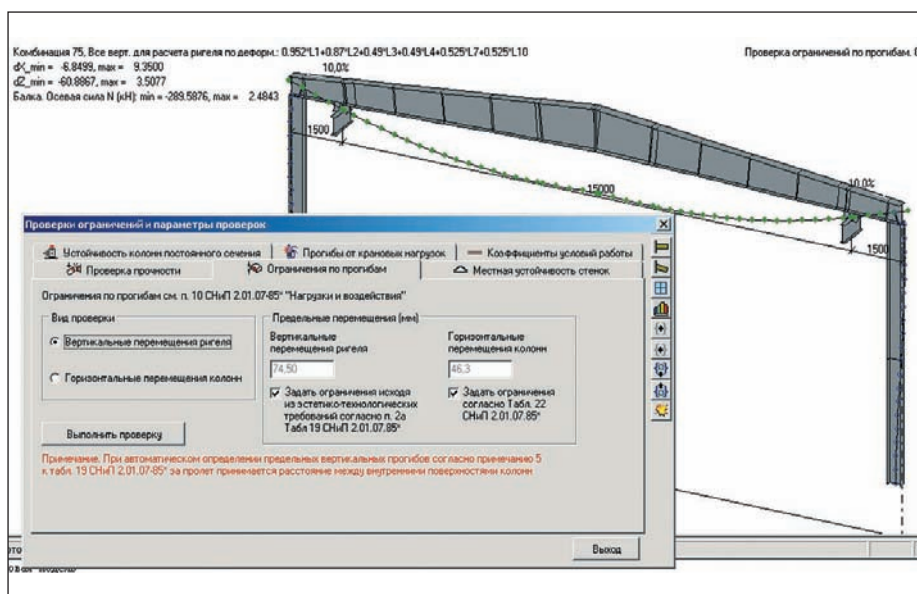 Комбинация 75, Все верт. для расчета ригеля по деформ.: 0.952*L1+0.87*L2+0.49*L3+0.49*L4+0.525*L7+0.525*L10
Проверка ограничений по прогибам.
dX_min = -6.8499, max = 9.3500
dZ_min = -60.8867, max = 3.5077
Балка. Осевая сила N (кН): min = -289.5876, max = 2.4843
10,0%
1500
15000
10,0%
1500
Проверки ограничений и параметры проверок
Устойчивость колонн постоянного сечения
Прогибы от крановых нагрузок
Коэффициенты условий работы
Проверка прочности
Ограничения по прогибам
Местная устойчивость стенок
Ограничения по прогибам см. п. 10 СНиП 2.01.07-85* "Нагрузки и воздействия"
Вид проверки
Вертикальные перемещения ригеля
Горизонтальные перемещения колонн
Выполнить проверку
Предельные перемещения (мм)
Вертикальные
перемещения ригеля
74,50
Задать ограничения исходя
из эстетико-технологических
требований согласно п. 2а
Табл 19 СНиП 2.01.07.85*
Горизонтальные
перемещения колонн
46,3
Задать ограничения
согласно Табл. 22
СНиП 2.01.07.85*
Примечание. При автоматическом определении предельных вертикальных прогибов согласно примечанию 5
к табл. 19 СНиП 2.01.07-85* за пролет принимается расстояние между внутренними поверхностями колонн
Выход